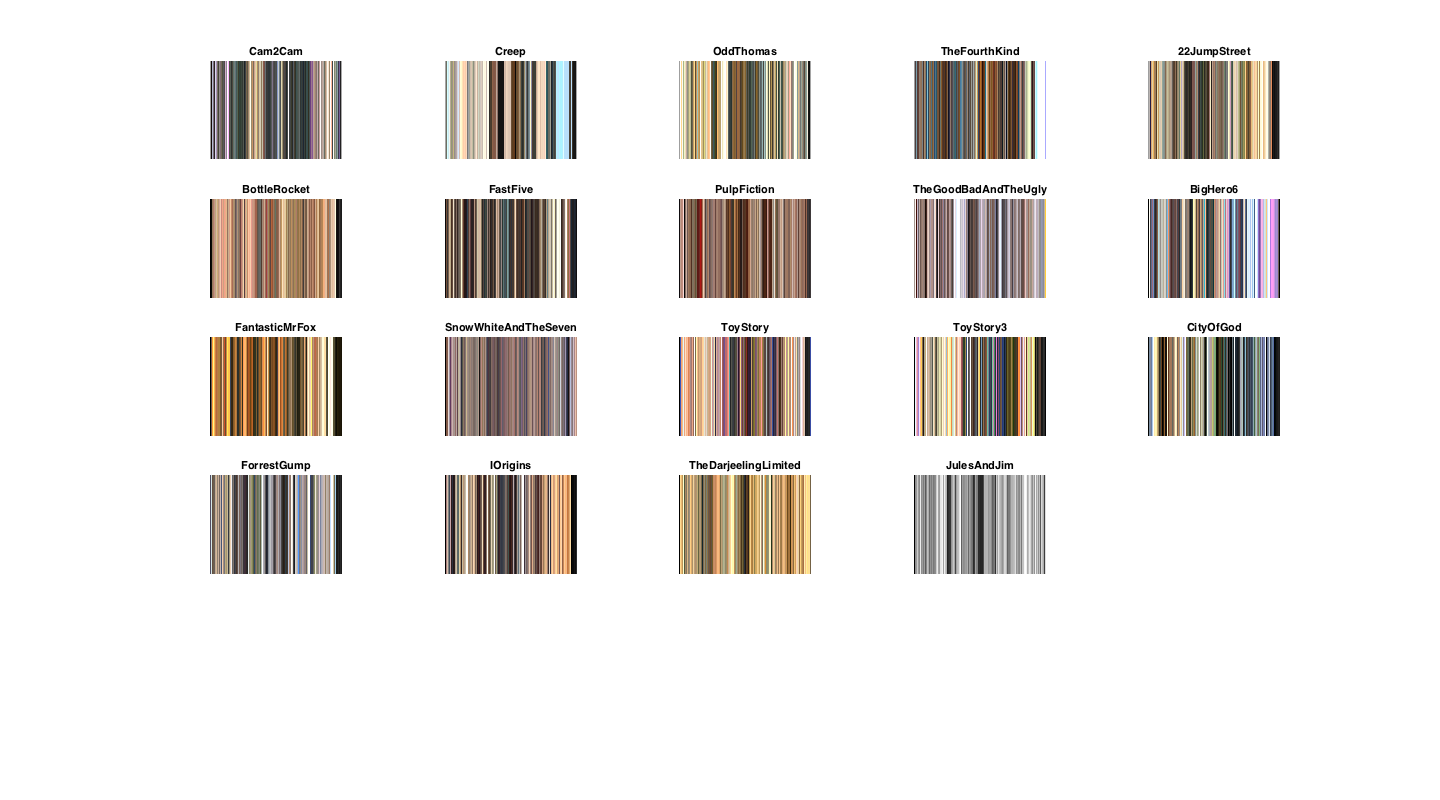 Cam2Cam
Creep
OddThomas
TheFourthKind
22JumpStreet
BottleRocket
FastFive
PulpFiction
TheGoodBadAndTheUgly
BigHero6
FantasticMrFox
SnowWhiteAndTheSeven
ToyStory
ToyStory3
CityOfGod
ForrestGump
IOrigins
TheDarjeelingLimited
JulesAndJim